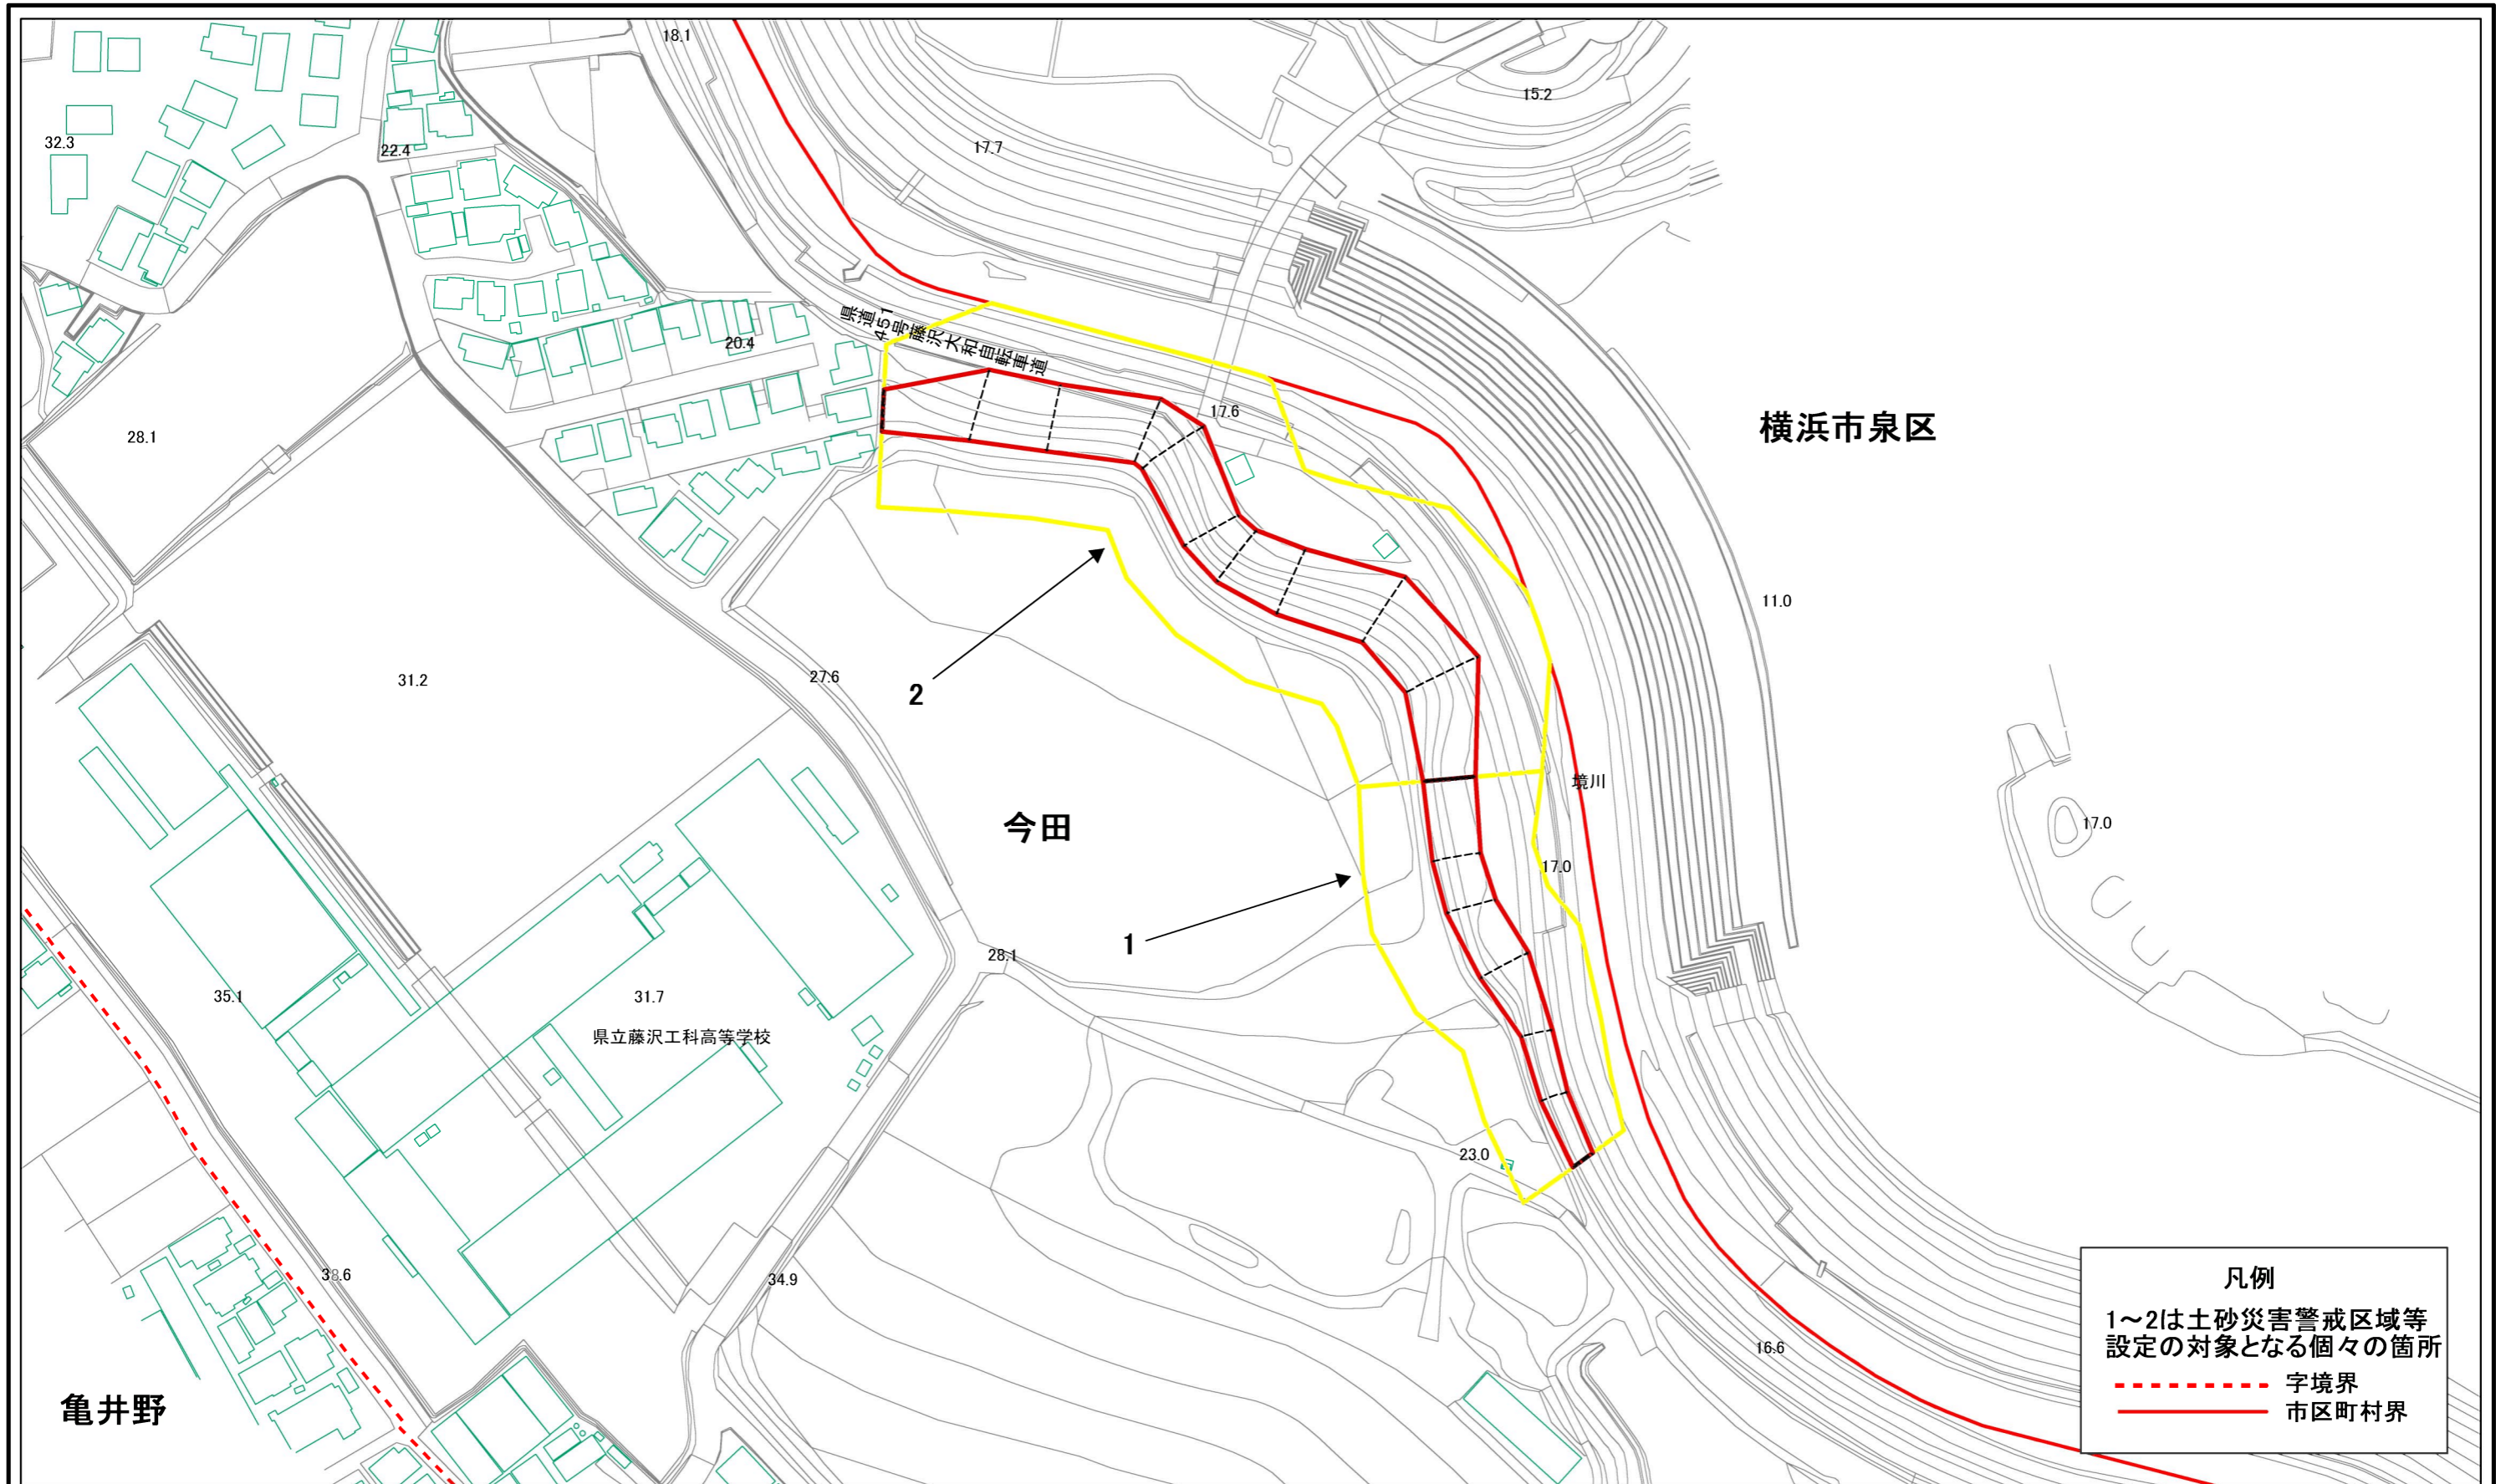 18.1
15.2
32.3
22.4
17.7
県道451号藤沢大和自転車道
20.4
17.6
28.1
横浜市泉区
11.0
31.2
27.6
2
境川
今田
17.0
17.0
1
28.1
35.1
31.7
県立藤沢工科高等学校
23.0
38.6
34.9
16.6
亀井野
凡例
1～2は土砂災害警戒区域等
設定の対象となる個々の箇所
字境界
市区町村界